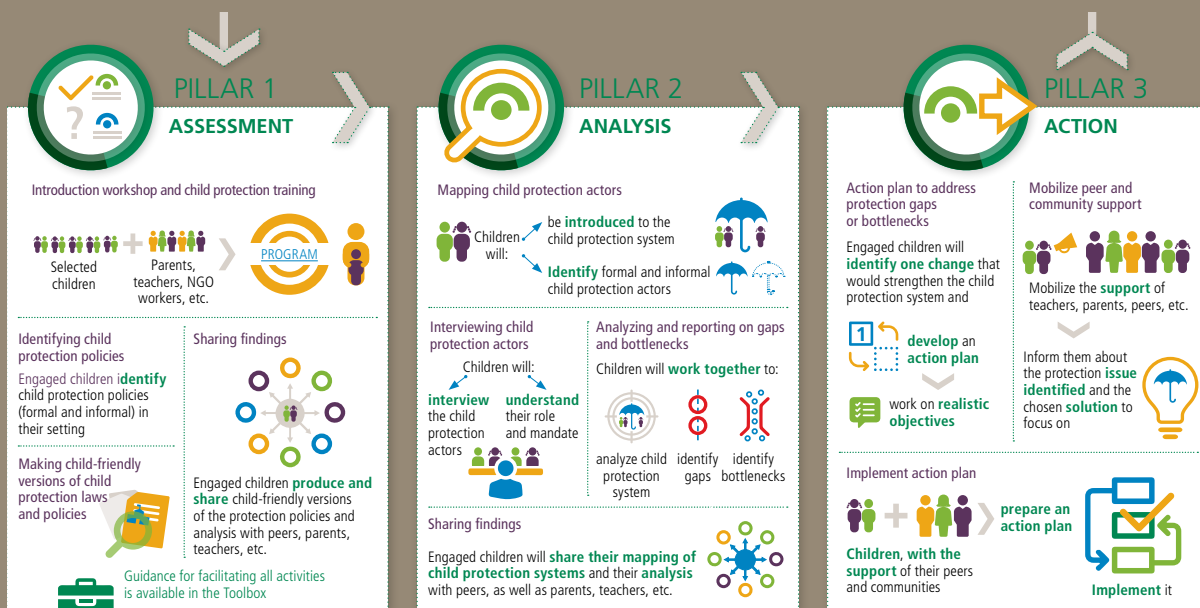 PILLAR 1
ASSESSMENT
Introduction workshop and child protection training
Selected
children
Parents,
teachers, NGO
workers, etc.
PROGRAM
Identifying child
protection policies
Engaged children identify
child protection policies
(formal and informal) in
their setting
Making child-friendly
versions of child
protection laws
and policies
Sharing findings
Engaged children produce and
share child-friendly versions
of the protection policies and
analysis with peers, parents,
teachers, etc.
Guidance for facilitating all activities
is available in the Toolbox
PILLAR 2
ANALYSIS
Mapping child protection actors
Children
will:
be introduced to the
child protection system
Identify formal and informal
child protection actors
Interviewing child
protection actors
Children will:
interview
the child
protection
actors
understand
their role
and mandate
Analyzing and reporting on gaps
and bottlenecks
Children will work together to:
analyze child
protection
system
identify
gaps
identify
bottlenecks
Sharing findings
Engaged children will share their mapping of
child protection systems and their analysis
with peers, as well as parents, teachers, etc.
PILLAR 3
ACTION
Action plan to address
protection gaps
or bottlenecks
Engaged children will
identify one change that
would strengthen the child
protection system and
1
develop an
action plan
work on realistic
objectives
Mobilize peer and
community support
Mobilize the support of
teachers, parents, peers, etc.
Inform them about
the protection issue
identified and the
chosen solution to
focus on
Implement action plan
Children, with the
support of their peers
and communities
prepare an
action plan
Implement it